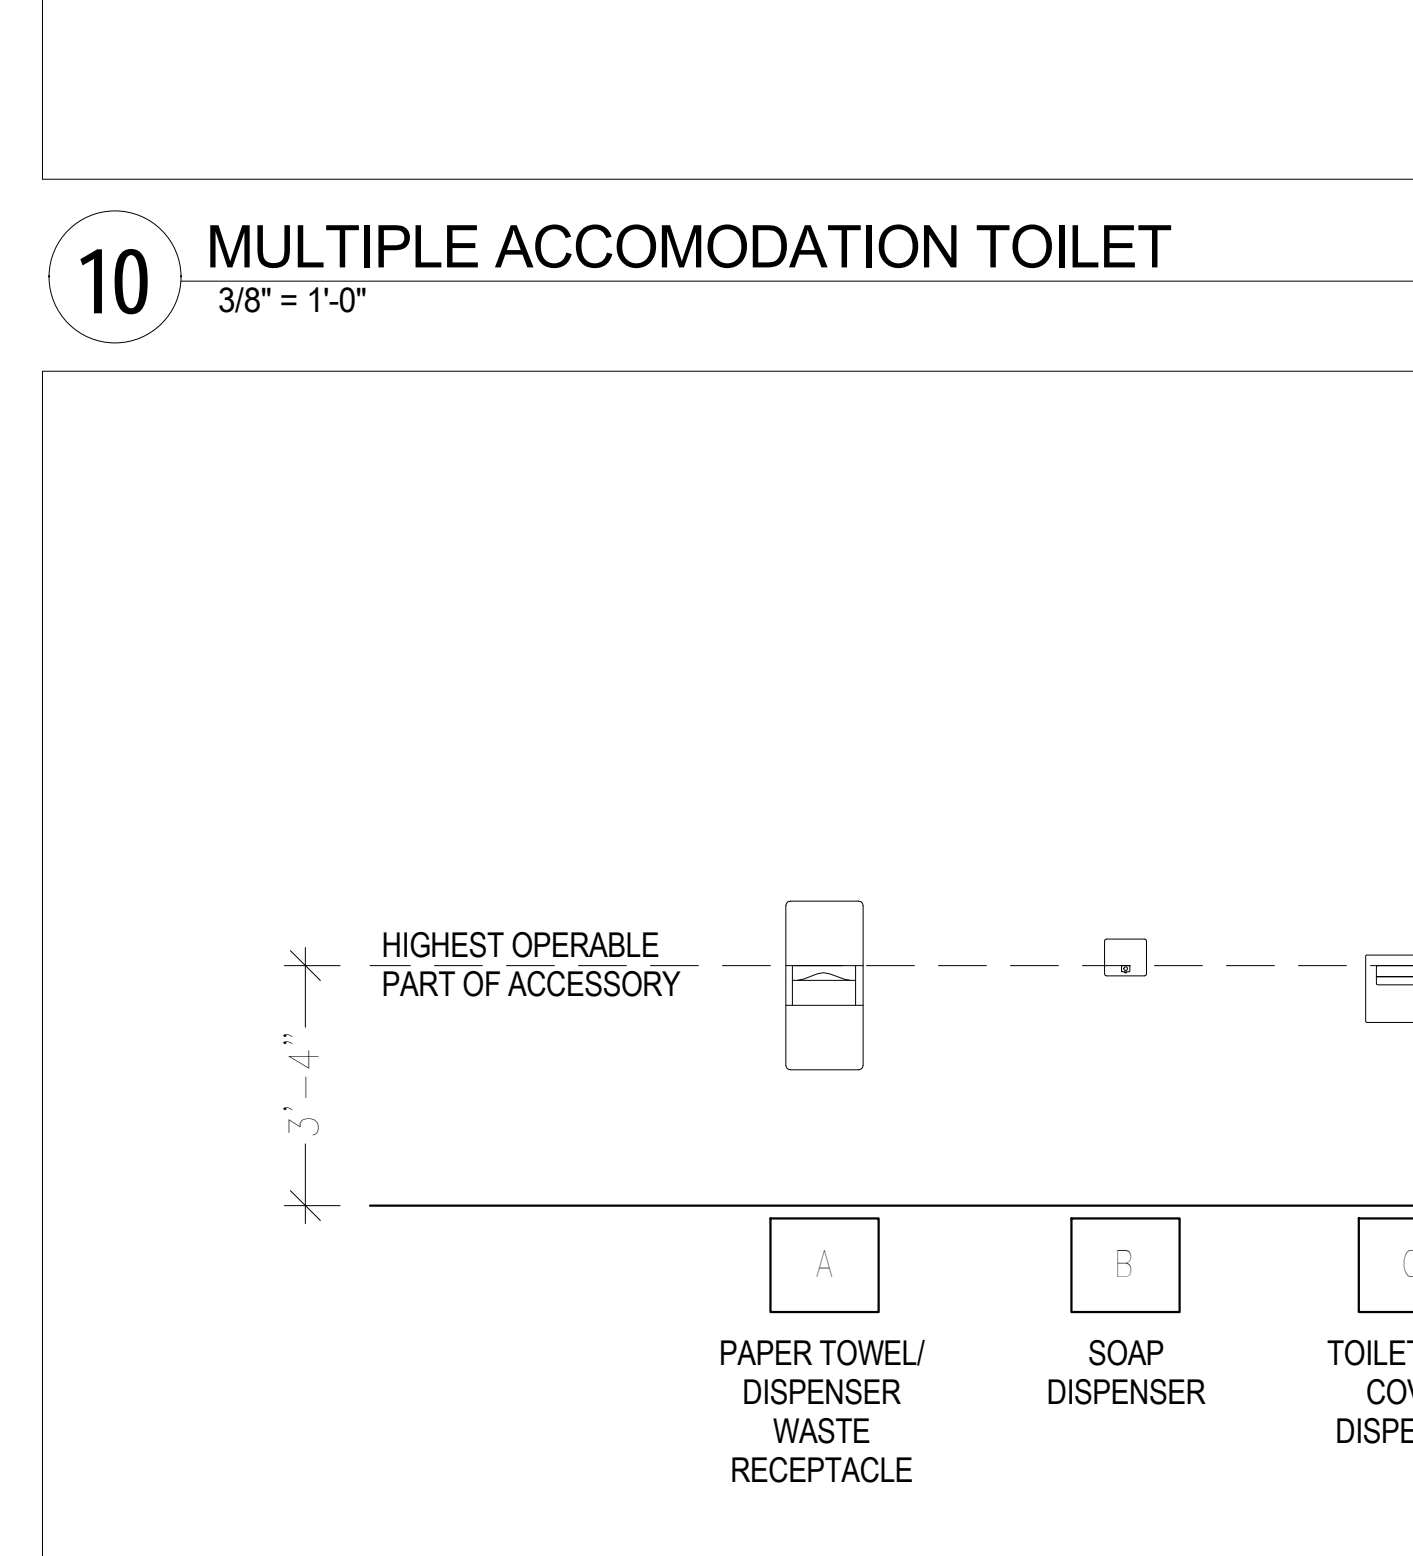 10
MULTIPLE ACCOMODATION TOILET
3/8" = 1'-0"
HIGHEST OPERABLE
PART OF ACCESSORY
3'-4"
A
B
PAPER TOWEL/
DISPENSER
WASTE
RECEPTACLE
SOAP
DISPENSER
TOILET